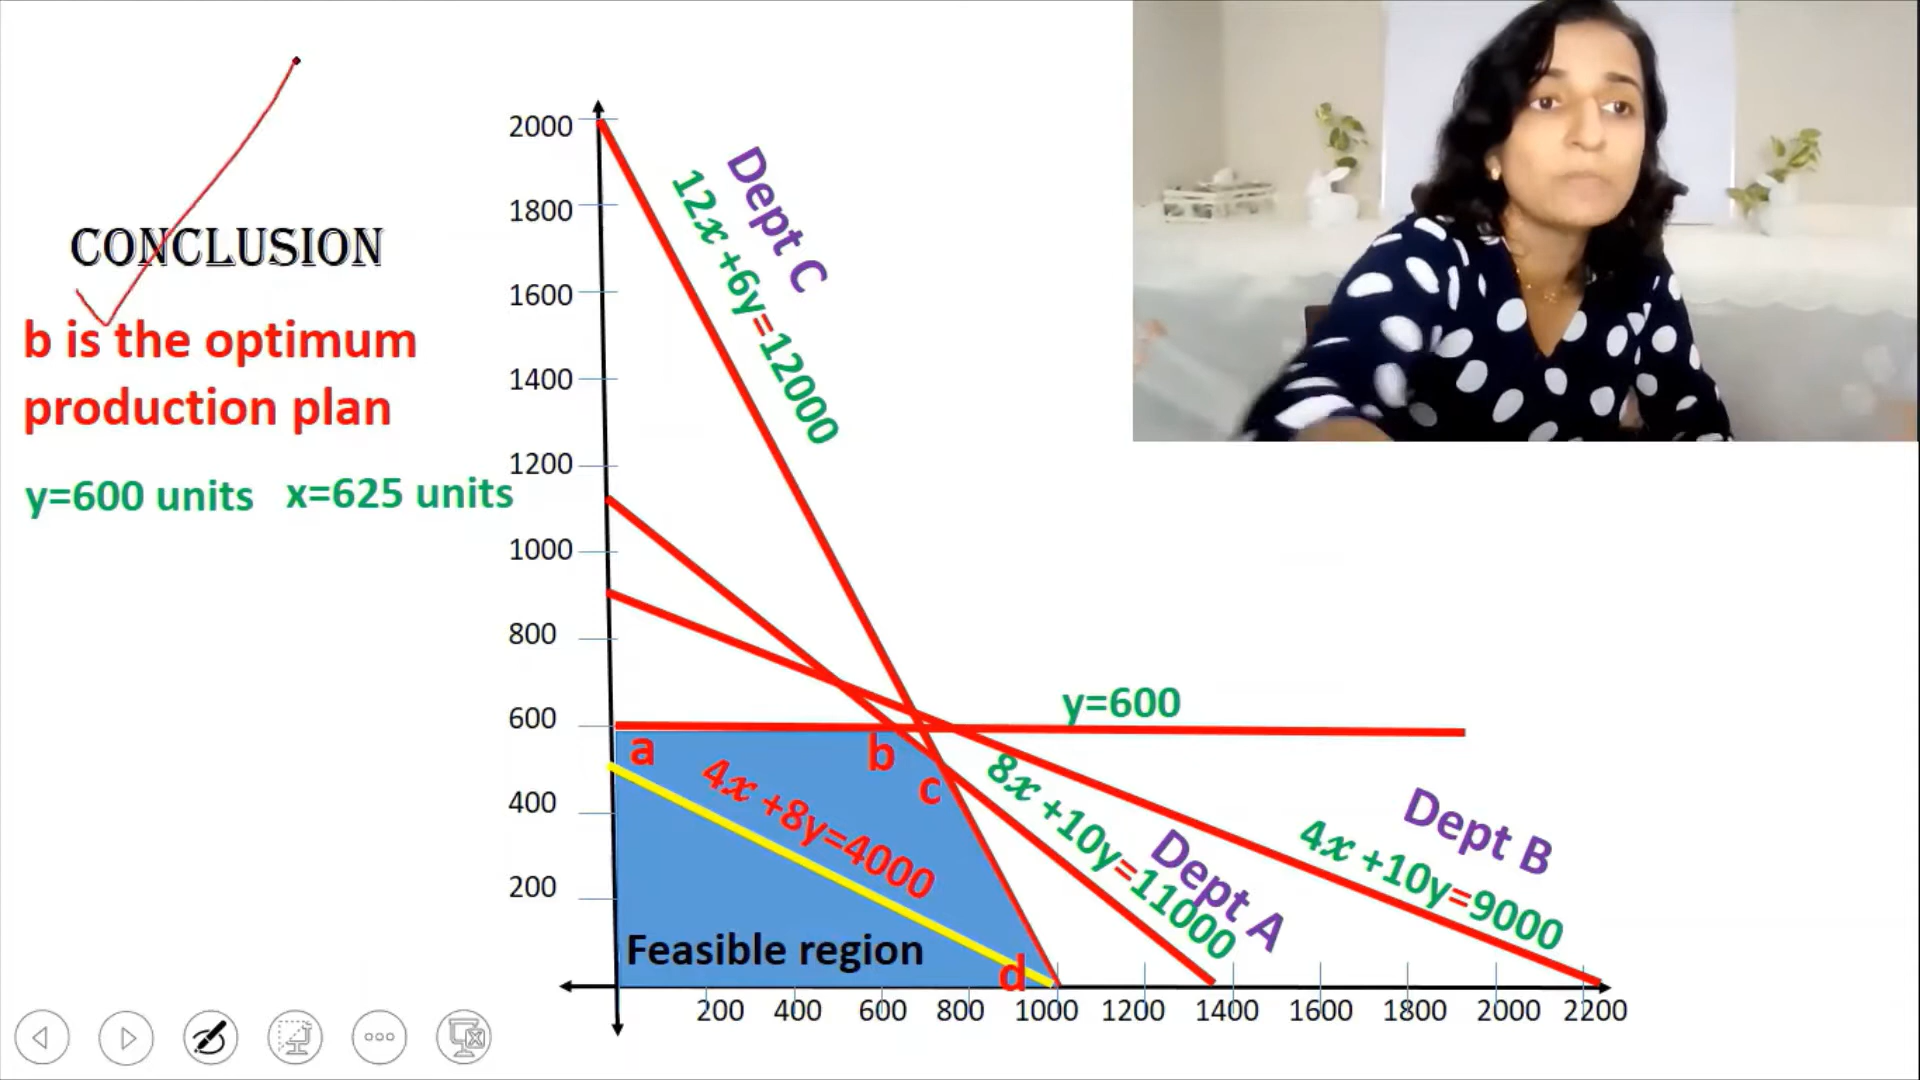 CONCLUSION
b is the optimum
production plan
y=600 units x=625 units
2000
1800
1600
1400
1200
1000
800
600
400
200
Dept C
12x +6y=12000
y=600
a
b
c
d
4x +8y=4000
Feasible region
8x +10y=11000
Dept A
Dept B
4x +10y=9000
200 400 600 800 1000 1200 1400 1600 1800 2000 2200